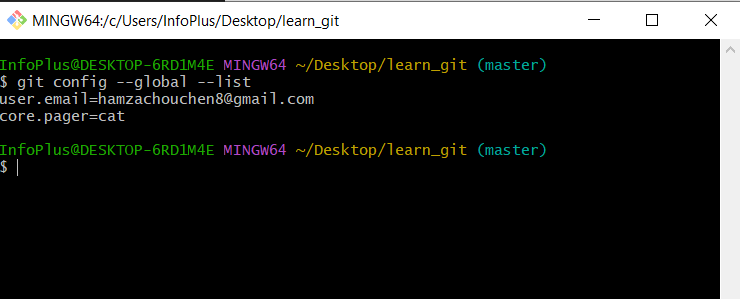 MINGW64:/c/Users/InfoPlus/Desktop/learn_git
InfoPlus@DESKTOP-6RD1M4E MINGW64 ~/Desktop/learn_git (master)
$ git config --global --list
user.email=hamzachouchen8@gmail.com
core.pager=cat
InfoPlus@DESKTOP-6RD1M4E MINGW64 ~/Desktop/learn_git (master)
$